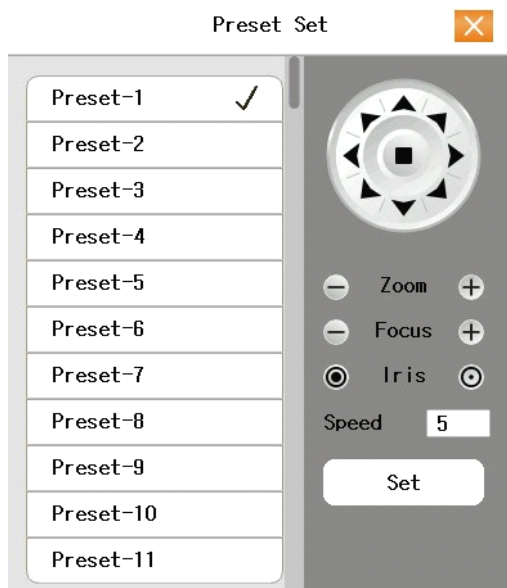 Preset Set
Preset-1
Preset-2
Preset-3
Preset-4
Preset-5
Preset-6
Preset-7
Preset-8
Preset-9
Preset-10
Preset-11
Zoom
Focus
Iris
Speed 5
Set